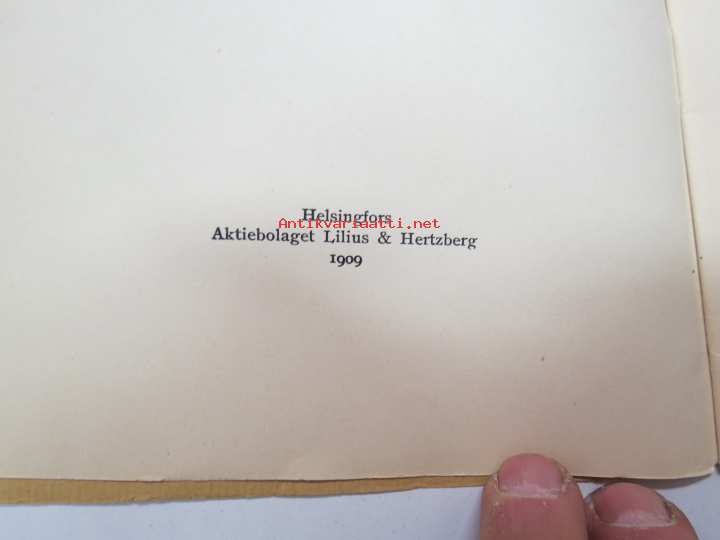 Helsingfors
Antikvariaatti.net
Aktiebolaget Lilius & Hertzberg
1909